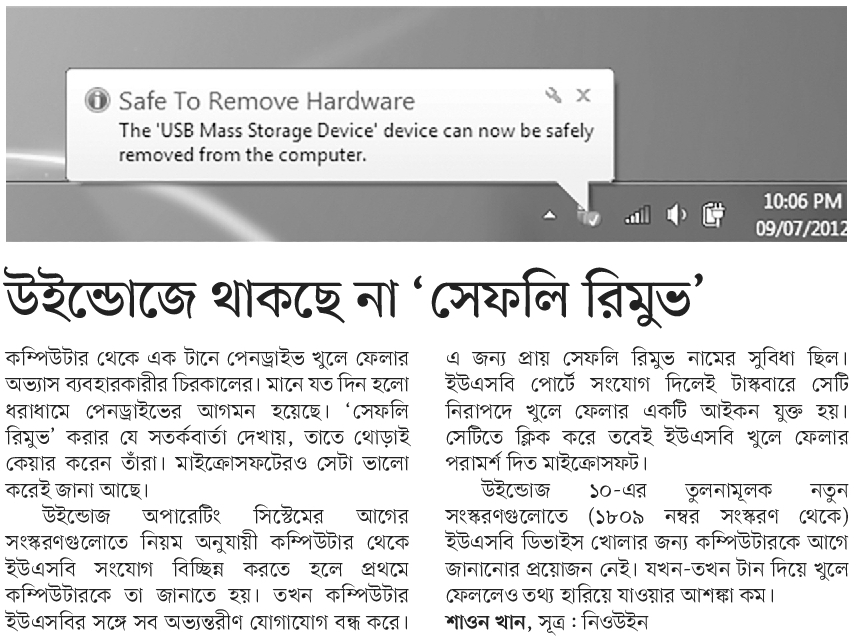 Safe To Remove Hardware
The 'USB Mass Storage Device' device can now be safely
removed from the computer.
10:06 PM
09/07/2012
উইন্ডোজে থাকছে না ‘সেফলি রিমুভ’
কম্পিউটার থেকে এক টানে পেনড্রাইভ খুলে ফেলার
অভ্যাস ব্যবহারকারীর চিরকালের। মানে যত দিন হলো
ধরাধামে পেনড্রাইভের আগমন হয়েছে। ‘সেফলি
রিমুভ’ করার যে সতর্কবার্তা দেখায়, তাতে থোড়াই
কেয়ার করেন তাঁরা। মাইক্রোসফটেরও সেটা ভালো
করেই জানা আছে।
উইন্ডোজ অপারেটিং সিস্টেমের আগের
সংস্করণগুলোতে নিয়ম অনুযায়ী কম্পিউটার থেকে
ইউএসবি সংযোগ বিচ্ছিন্ন করতে হলে প্রথমে
কম্পিউটারকে তা জানাতে হয়। তখন কম্পিউটার
ইউএসবির সঙ্গে সব অভ্যন্তরীণ যোগাযোগ বন্ধ করে।
এ জন্য প্রায় সেফলি রিমুভ নামের সুবিধা ছিল।
ইউএসবি পোর্টে সংযোগ দিলেই টাস্কবারে সেটি
নিরাপদে খুলে ফেলার একটি আইকন যুক্ত হয়।
সেটিতে ক্লিক করে তবেই ইউএসবি খুলে ফেলার
পরামর্শ দিত মাইক্রোসফট।
উইন্ডোজ ১০-এর তুলনামূলক নতুন
সংস্করণগুলোতে (১৮০৯ নম্বর সংস্করণ থেকে)
ইউএসবি ডিভাইস খোলার জন্য কম্পিউটারকে আগে
জানানোর প্রয়োজন নেই। যখন-তখন টান দিয়ে খুলে
ফেললেও তথ্য হারিয়ে যাওয়ার আশঙ্কা কম।
শাওন খান, সূত্র : নিওউইন